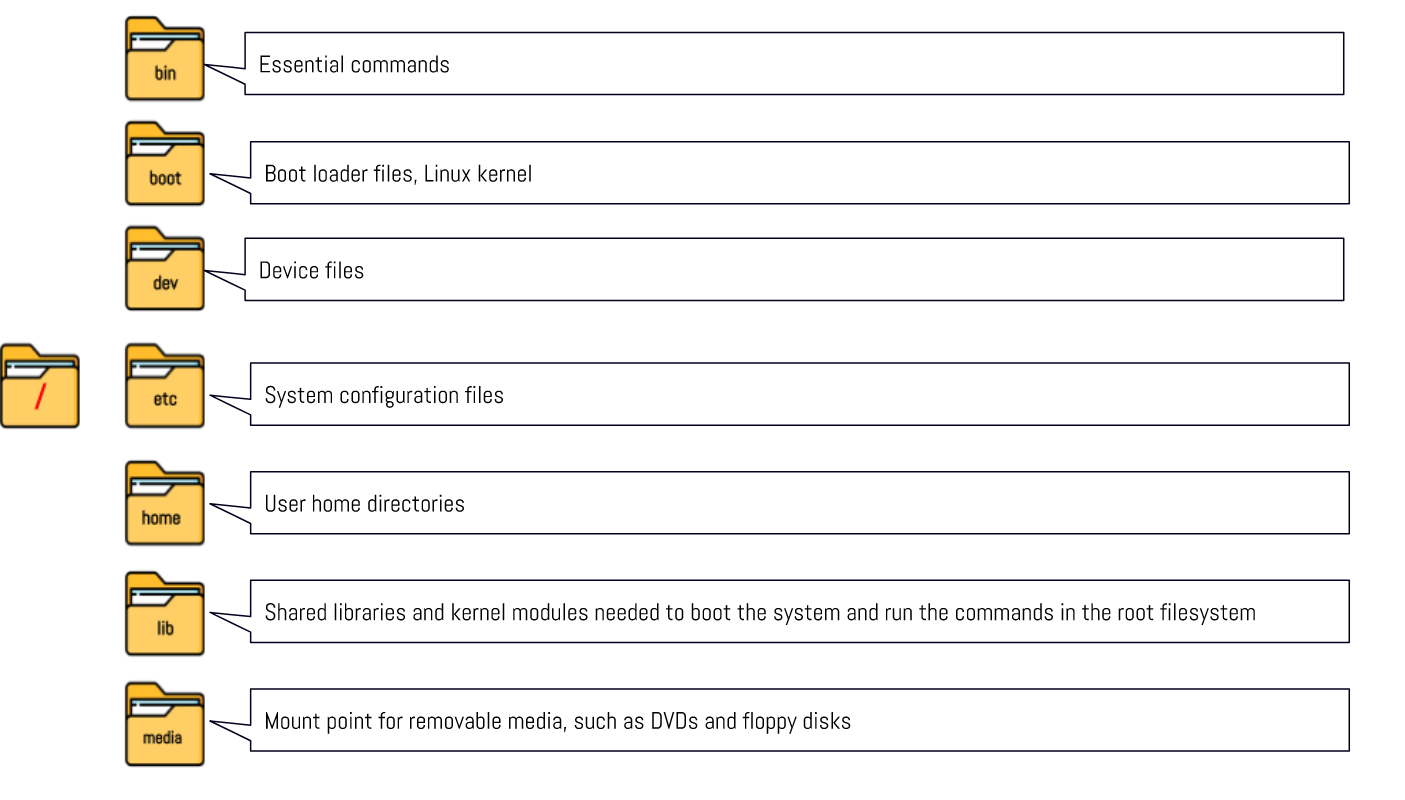 bin
Essential commands
boot
Boot loader files, Linux kernel
dev
Device files
/
etc
System configuration files
home
User home directories
lib
Shared libraries and kernel modules needed to boot the system and run the commands in the root filesystem
media
Mount point for removable media, such as DVDs and floppy disks